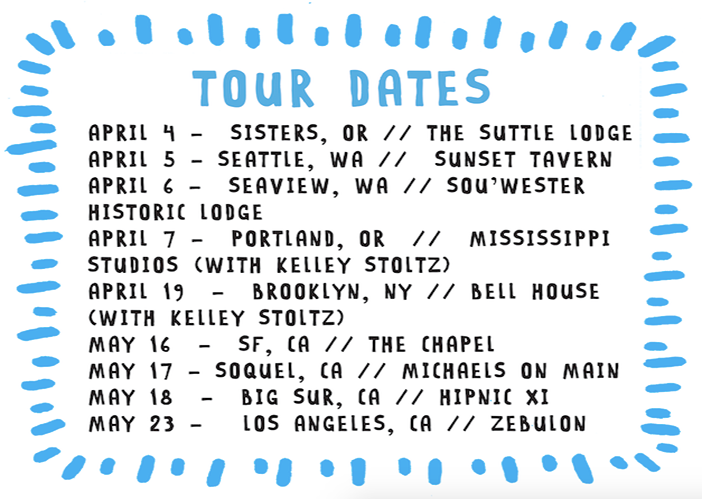 TOUR DATES
APRIL 4 - SISTERS, OR // THE SUTTLE LODGE
APRIL 5 - SEATTLE, WA // SUNSET TAVERN
APRIL 6 - SEAVIEW, WA // SOU'WESTER
HISTORIC LODGE
APRIL 7 - PORTLAND, OR // MISSISSIPPI
STUDIOS (WITH KELLEY STOLTZ)
APRIL 19 - BROOKLYN, NY // BELL HOUSE
(WITH KELLEY STOLTZ)
MAY 16 - SF, CA // THE CHAPEL
MAY 17 - SOQUEL, CA // MICHAELS ON MAIN
MAY 18 - BIG SUR, CA // HIPNIC XI
MAY 23 - LOS ANGELES, CA // ZEBULON